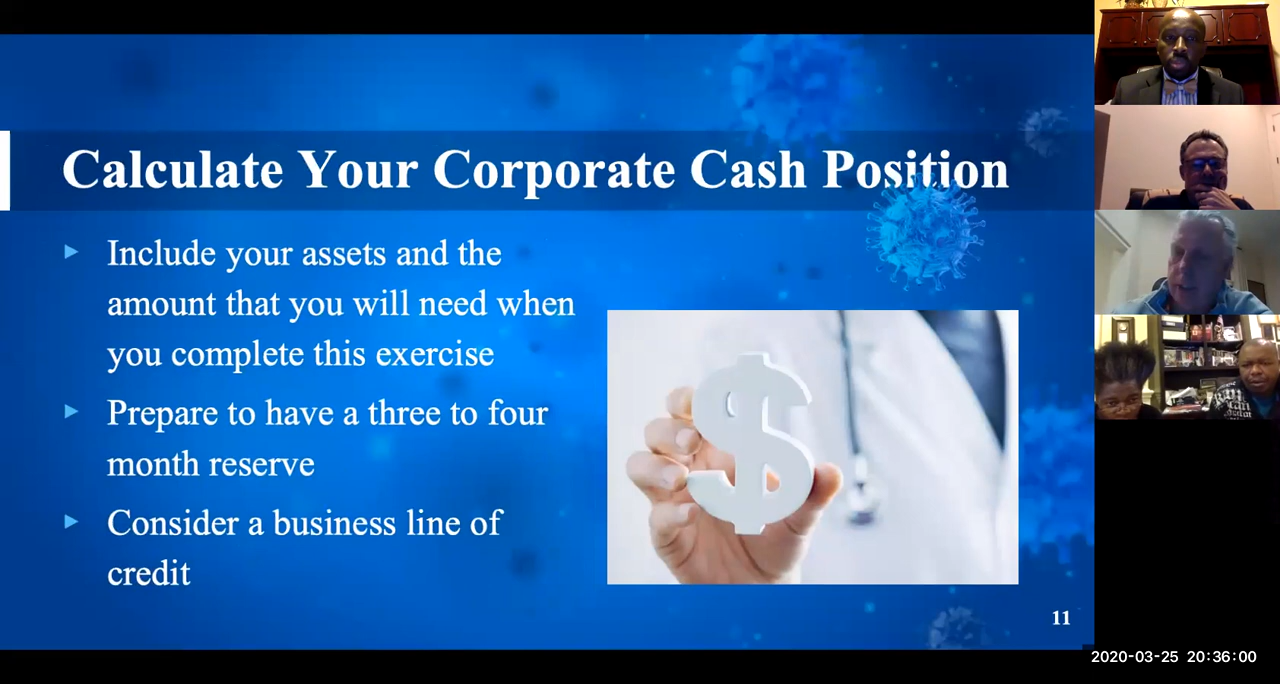 Calculate Your Corporate Cash Position
Include your assets and the
amount that you will need when
you complete this exercise
Prepare to have a three to four
month reserve
Consider a business line of
credit
$
11
2020-03-25 20:36:00